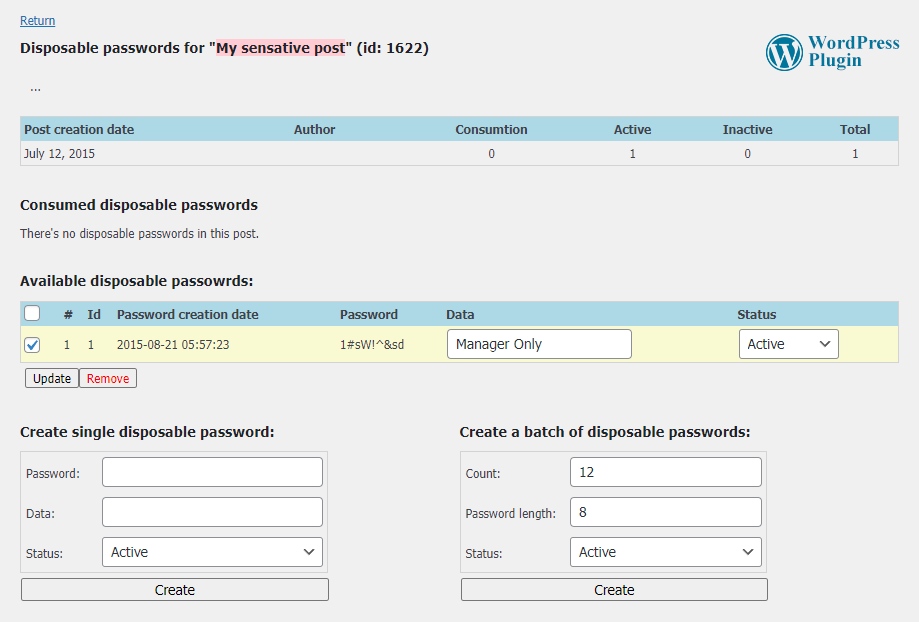 Return
Disposable passwords for "My sensative post" (id: 1622)
WordPress
Plugin
...
Post creation date Author Consumtion Active Inactive Total
July 12, 2015 0 1 0 1
Consumed disposable passwords
There's no disposable passwords in this post.
Available disposable passowrds:
# Id Password creation date Password Data Status
1 1 2015-08-21 05:57:23 1#sW!^&sd Manager Only Active
Update Remove
Create single disposable password: Create a batch of disposable passwords:
Password: Count: 12
Data: Password length: 8
Status: Active Status: Active
Create Create